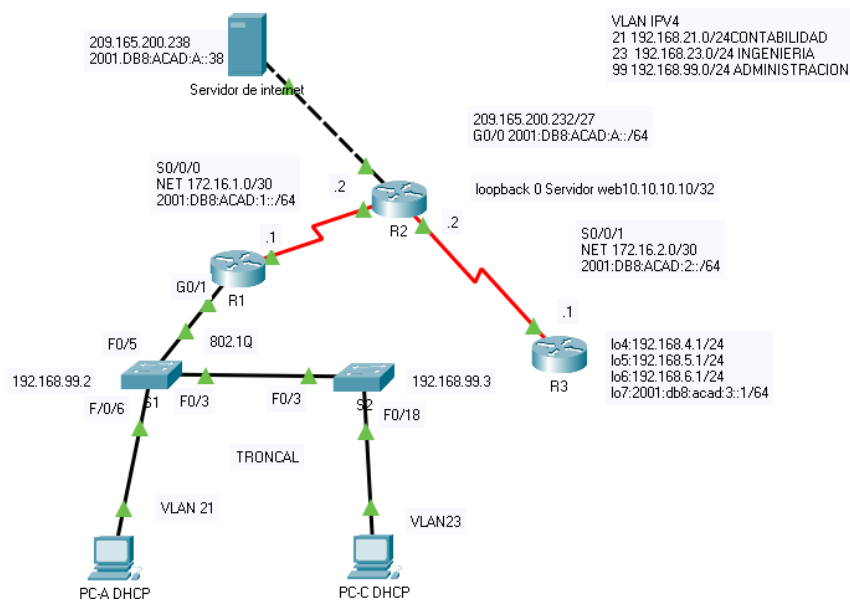 209.165.200.238
2001.DB8:ACAD:A::38
Servidor de internet
VLAN IPV4
21 192.168.21.0/24CONTABILIDAD
23 192.168.23.0/24 INGENIERIA
99 192.168.99.0/24 ADMINISTRACION
209.165.200.232/27
G0/0 2001:DB8:ACAD:A::/64
S0/0/0
NET 172.16.1.0/30
2001:DB8:ACAD:1::/64
.2
R2
loopback 0 Servidor web10.10.10.10/32
.2
.1
R1
G0/1
S0/0/1
NET 172.16.2.0/30
2001:DB8:ACAD:2::/64
.1
R3
lo4:192.168.4.1/24
lo5:192.168.5.1/24
lo6:192.168.6.1/24
lo7:2001:db8:acad:3::1/64
F0/5
802.1Q
192.168.99.2
S1
F/0/6
F0/3
F0/3
S2
192.168.99.3
F0/18
TRONCAL
VLAN 21
VLAN23
PC-A DHCP
PC-C DHCP